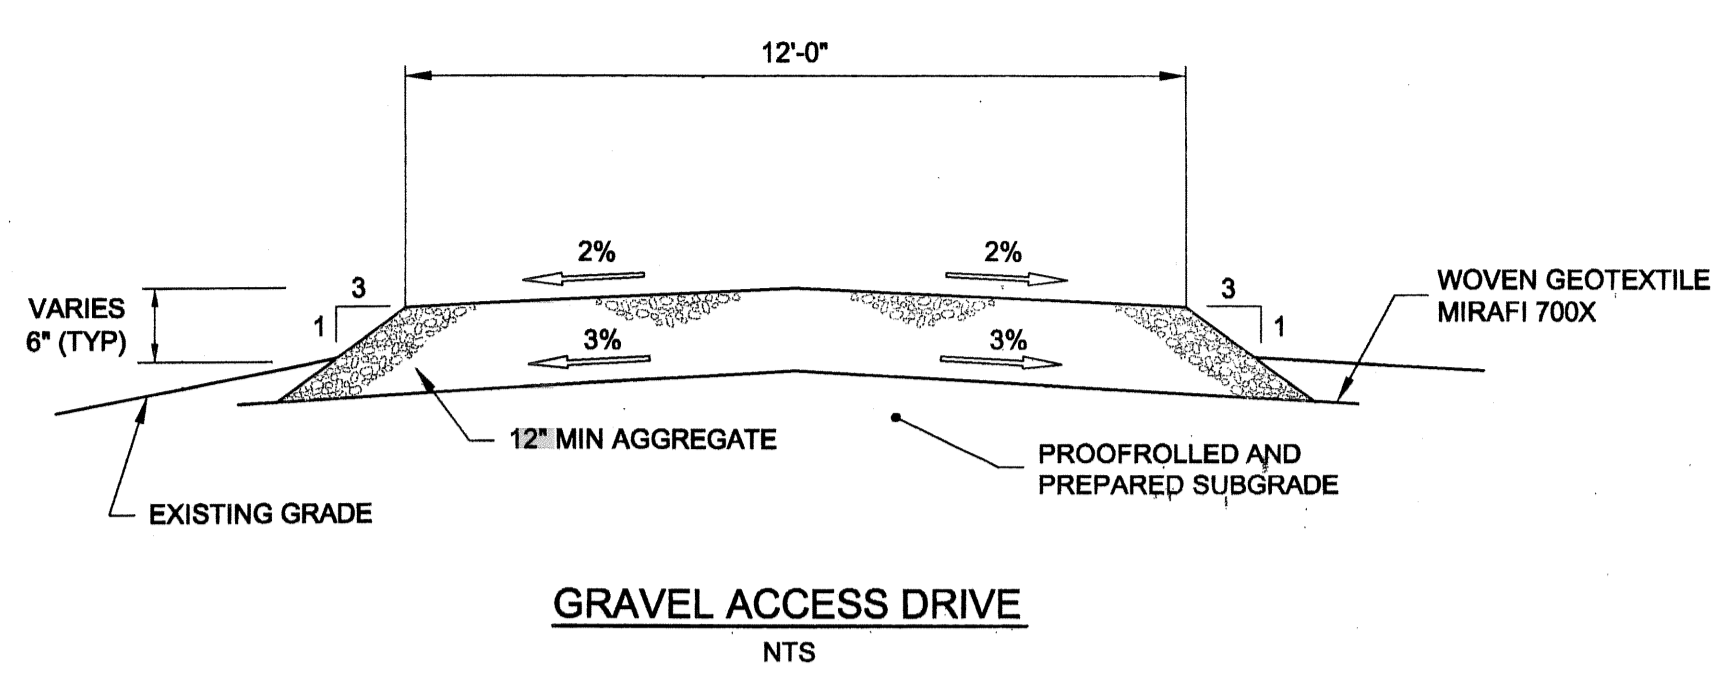 12'-0"
2%
2%
3
3
VARIES
6" (TYP)
1
1
WOVEN GEOTEXTILE
MIRAFI 700X
3%
3%
12" MIN AGGREGATE
PROOFROLLED AND
PREPARED SUBGRADE
EXISTING GRADE
GRAVEL ACCESS DRIVE
NTS